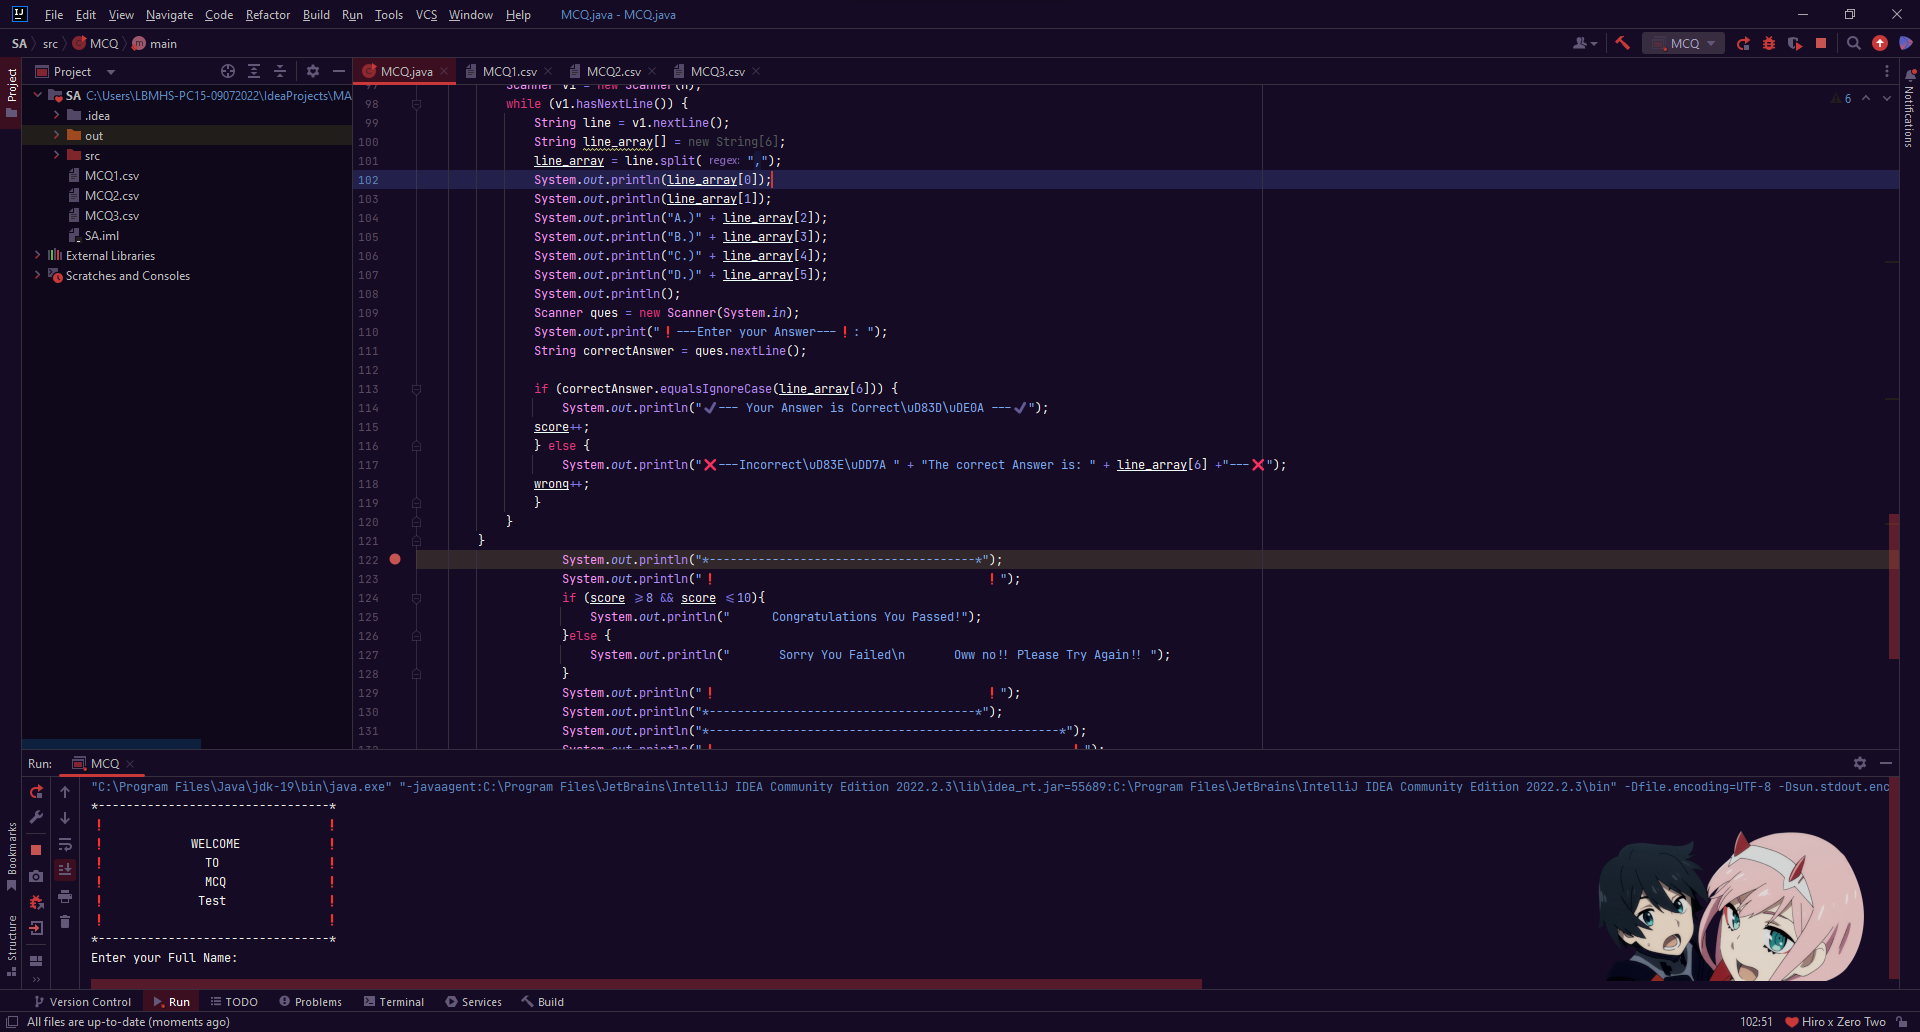 File Edit View Navigate Code Refactor Build Run Tools VCS Window Help MCQ.java - MCQ.java
SA src MCQ main MCQ
Project
Project
Notifications
SA C:\Users\LBMHS-PC15-09072022\IdeaProjects\MA
.idea
out
src
MCQ1.csv
MCQ2.csv
MCQ3.csv
SA.iml
External Libraries
Scratches and Consoles
MCQ.java MCQ1.csv MCQ2.csv MCQ3.csv
6
97 Scanner v1 = new Scanner(n);
98 while (v1.hasNextLine()) {
99 String line = v1.nextLine();
100 String line_array[] = new String[6];
101 line_array = line.split( regex: ",");
102 System.out.println(line_array[0]);
103 System.out.println(line_array[1]);
104 System.out.println("A.)" + line_array[2]);
105 System.out.println("B.)" + line_array[3]);
106 System.out.println("C.)" + line_array[4]);
107 System.out.println("D.)" + line_array[5]);
108 System.out.println();
109 Scanner ques = new Scanner(System.in);
110 System.out.print("❗---Enter your Answer---❗: ");
111 String correctAnswer = ques.nextLine();
112
113 if (correctAnswer.equalsIgnoreCase(line_array[6])) {
114 System.out.println("✔--- Your Answer is Correct\uD83D\uDE0A ---✔");
115 score++;
116 } else {
117 System.out.println("❌---Incorrect\uD83E\uDD7A " + "The correct Answer is: " + line_array[6] +"---❌");
118 wrong++;
119 }
120 }
121 }
122 System.out.println("*--------------------------------------*");
123 System.out.println("❗ ❗");
124 if (score >=8 && score <=10){
125 System.out.println(" Congratulations You Passed!");
126 }else {
127 System.out.println(" Sorry You Failed\n Oww no!! Please Try Again!! ");
128 }
129 System.out.println("❗ ❗");
130 System.out.println("*--------------------------------------*");
131 System.out.println("*--------------------------------------------------*");
132 System.out.println("❗ ❗");
Run: MCQ
"C:\Program Files\Java\jdk-19\bin\java.exe" "-javaagent:C:\Program Files\JetBrains\IntelliJ IDEA Community Edition 2022.2.3\lib\idea_rt.jar=55689:C:\Program Files\JetBrains\IntelliJ IDEA Community Edition 2022.2.3\bin" -Dfile.encoding=UTF-8 -Dsun.stdout.enc
*---------------------------------*
❗ ❗
❗ WELCOME ❗
❗ TO ❗
❗ MCQ ❗
❗ Test ❗
❗ ❗
*---------------------------------*
Enter your Full Name:
Bookmarks
Structure
Version Control Run TODO Problems Terminal Services Build
All files are up-to-date (moments ago) 102:51 Hiro x Zero Two